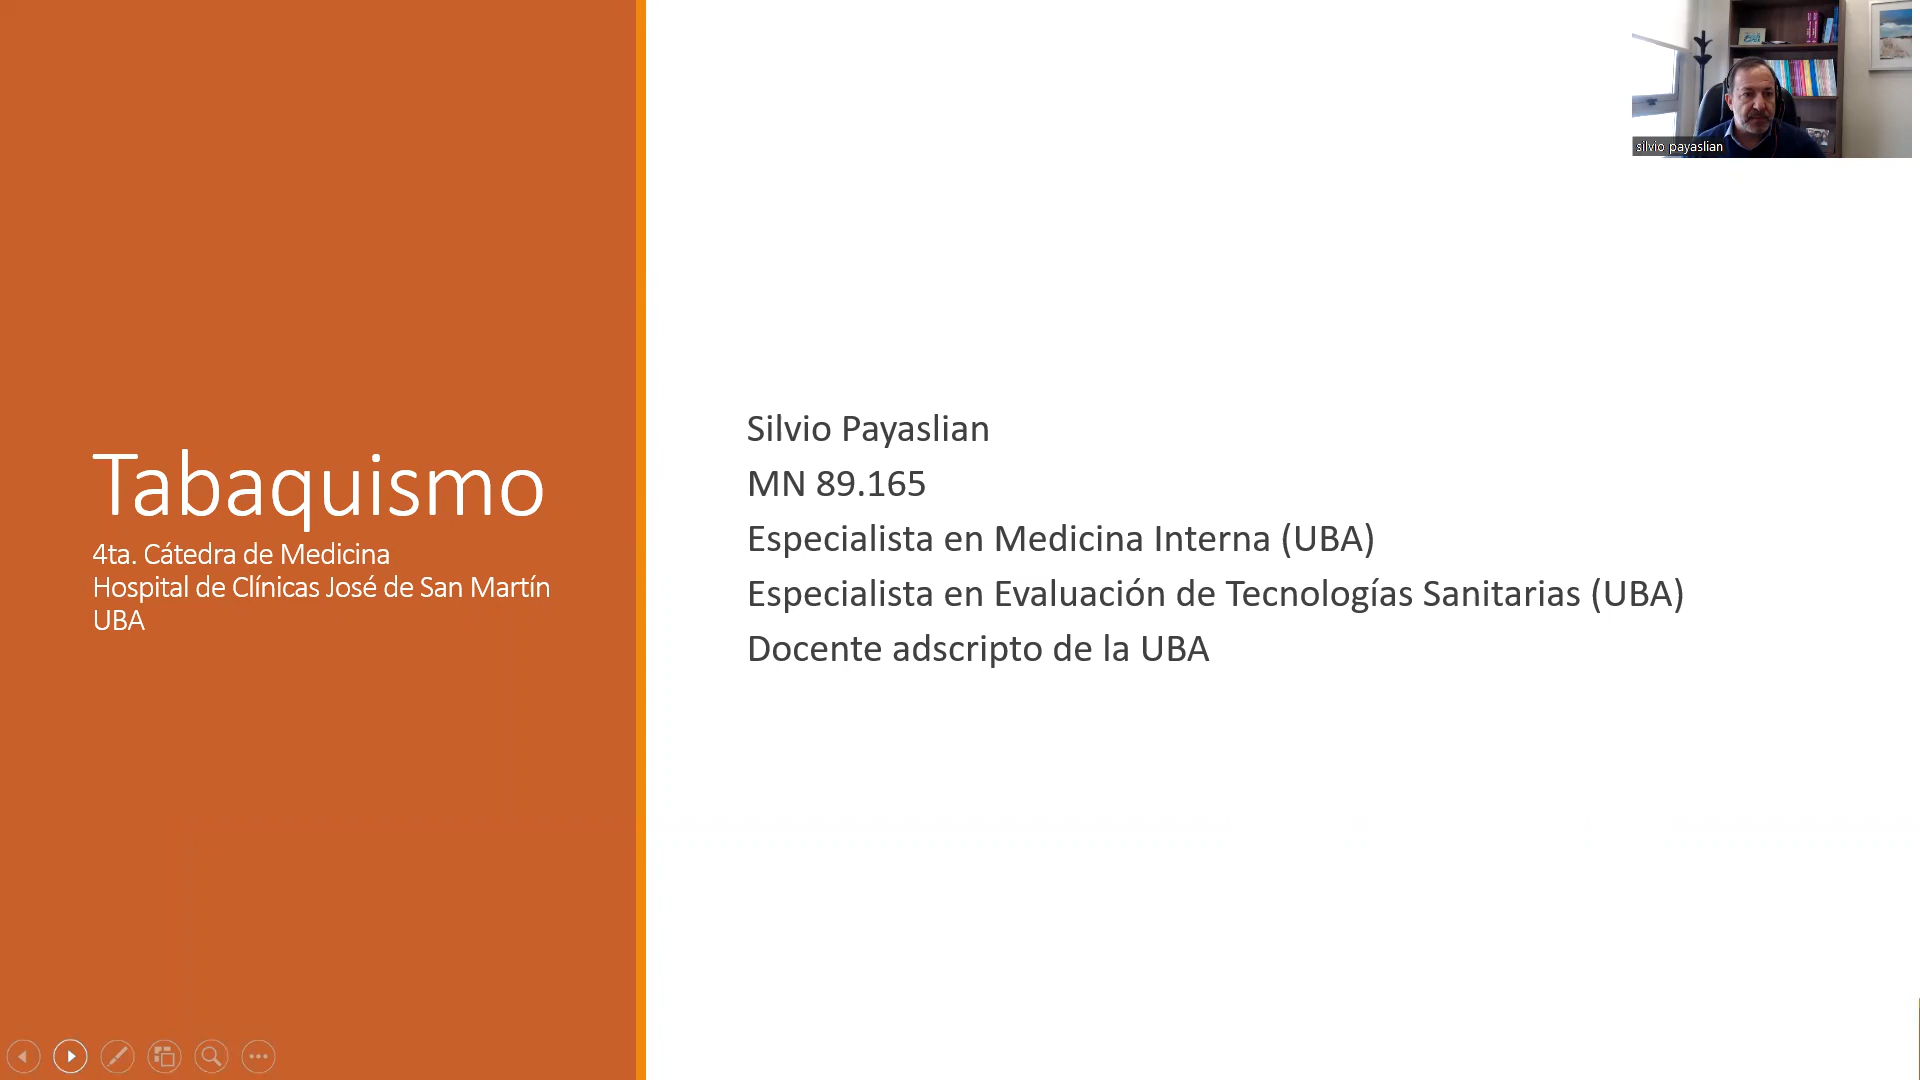 silvio payaslian
Tabaquismo
4ta. Cátedra de Medicina
Hospital de Clínicas José de San Martín
UBA
Silvio Payaslian
MN 89.165
Especialista en Medicina Interna (UBA)
Especialista en Evaluación de Tecnologías Sanitarias (UBA)
Docente adscripto de la UBA